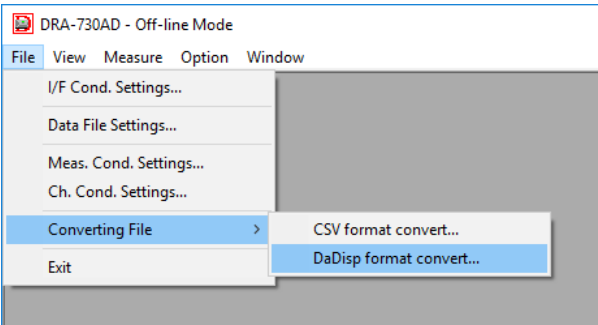 DRA-730AD - Off-line Mode
File View Measure Option Window
I/F Cond. Settings...
Data File Settings...
Meas. Cond. Settings...
Ch. Cond. Settings...
Converting File >
CSV format convert...
DaDisp format convert...
Exit